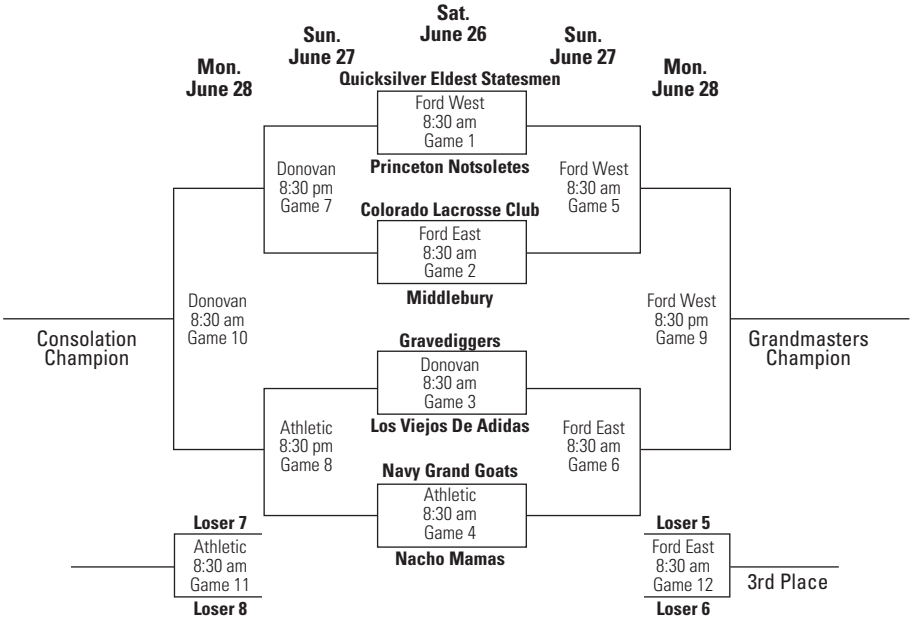 Sat.
June 26
Sun.
June 27
Sun.
June 27
Mon.
June 28
Mon.
June 28
Quicksilver Eldest Statesmen
Ford West
8:30 am
Game 1
Princeton Notsoletes
Donovan
8:30 pm
Game 7
Ford West
8:30 am
Game 5
Colorado Lacrosse Club
Ford East
8:30 am
Game 2
Middlebury
Donovan
8:30 am
Game 10
Ford West
8:30 pm
Game 9
Consolation
Champion
Grandmasters
Champion
Gravediggers
Donovan
8:30 am
Game 3
Los Viejos De Adidas
Athletic
8:30 pm
Game 8
Ford East
8:30 am
Game 6
Navy Grand Goats
Athletic
8:30 am
Game 4
Nacho Mamas
Loser 7
Athletic
8:30 am
Game 11
Loser 8
Loser 5
Ford East
8:30 am
Game 12
Loser 6
3rd Place